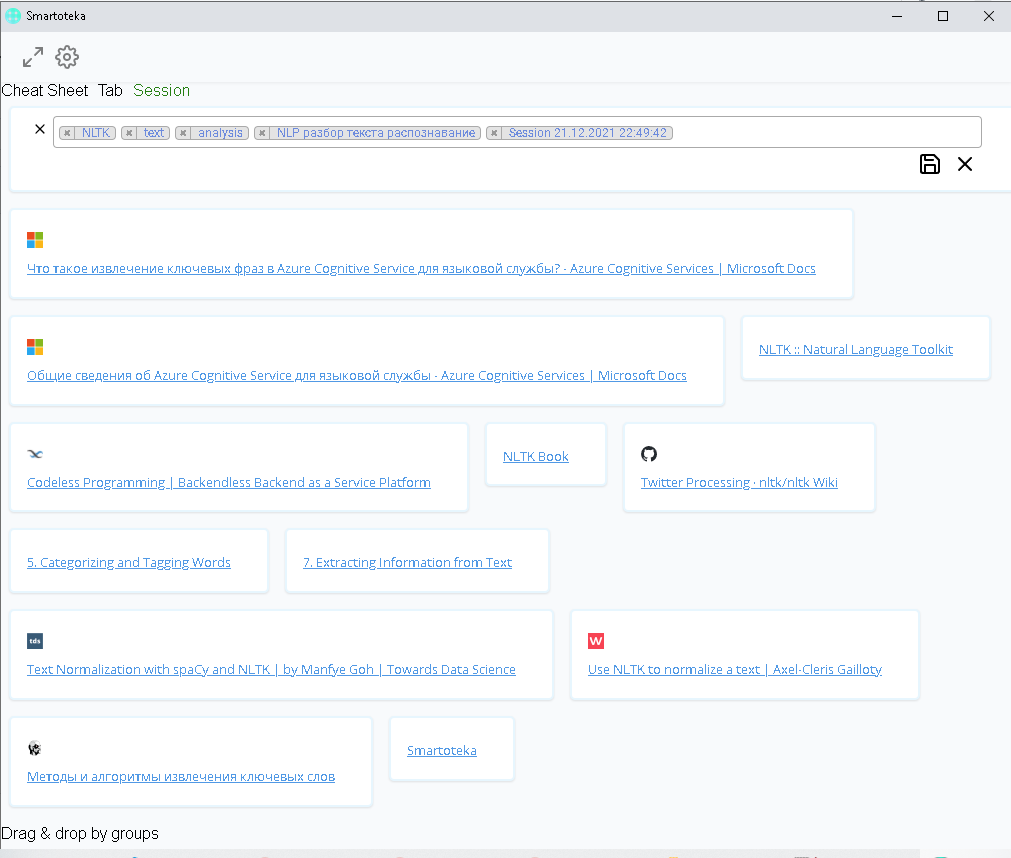 Smartoteka
Cheat Sheet Tab Session
× NLTK × text × analysis × NLP разбор текста распознавание × Session 21.12.2021 22:49:42
Что такое извлечение ключевых фраз в Azure Cognitive Service для языковой службы? - Azure Cognitive Services | Microsoft Docs
Общие сведения об Azure Cognitive Service для языковой службы - Azure Cognitive Services | Microsoft Docs
NLTK :: Natural Language Toolkit
Codeless Programming | Backendless Backend as a Service Platform
NLTK Book
Twitter Processing · nltk/nltk Wiki
5. Categorizing and Tagging Words
7. Extracting Information from Text
tds
Text Normalization with spaCy and NLTK | by Manfye Goh | Towards Data Science
W
Use NLTK to normalize a text | Axel-Cleris Gailloty
Методы и алгоритмы извлечения ключевых слов
Smartoteka
Drag & drop by groups